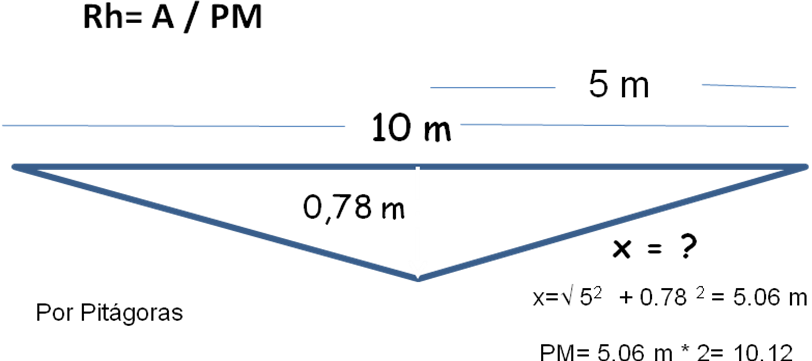 Rh= A / PM
5 m
10 m
0,78 m
x = ?
x=√ 5² + 0.78 ² = 5.06 m
Por Pitágoras
PM= 5.06 m * 2= 10.12